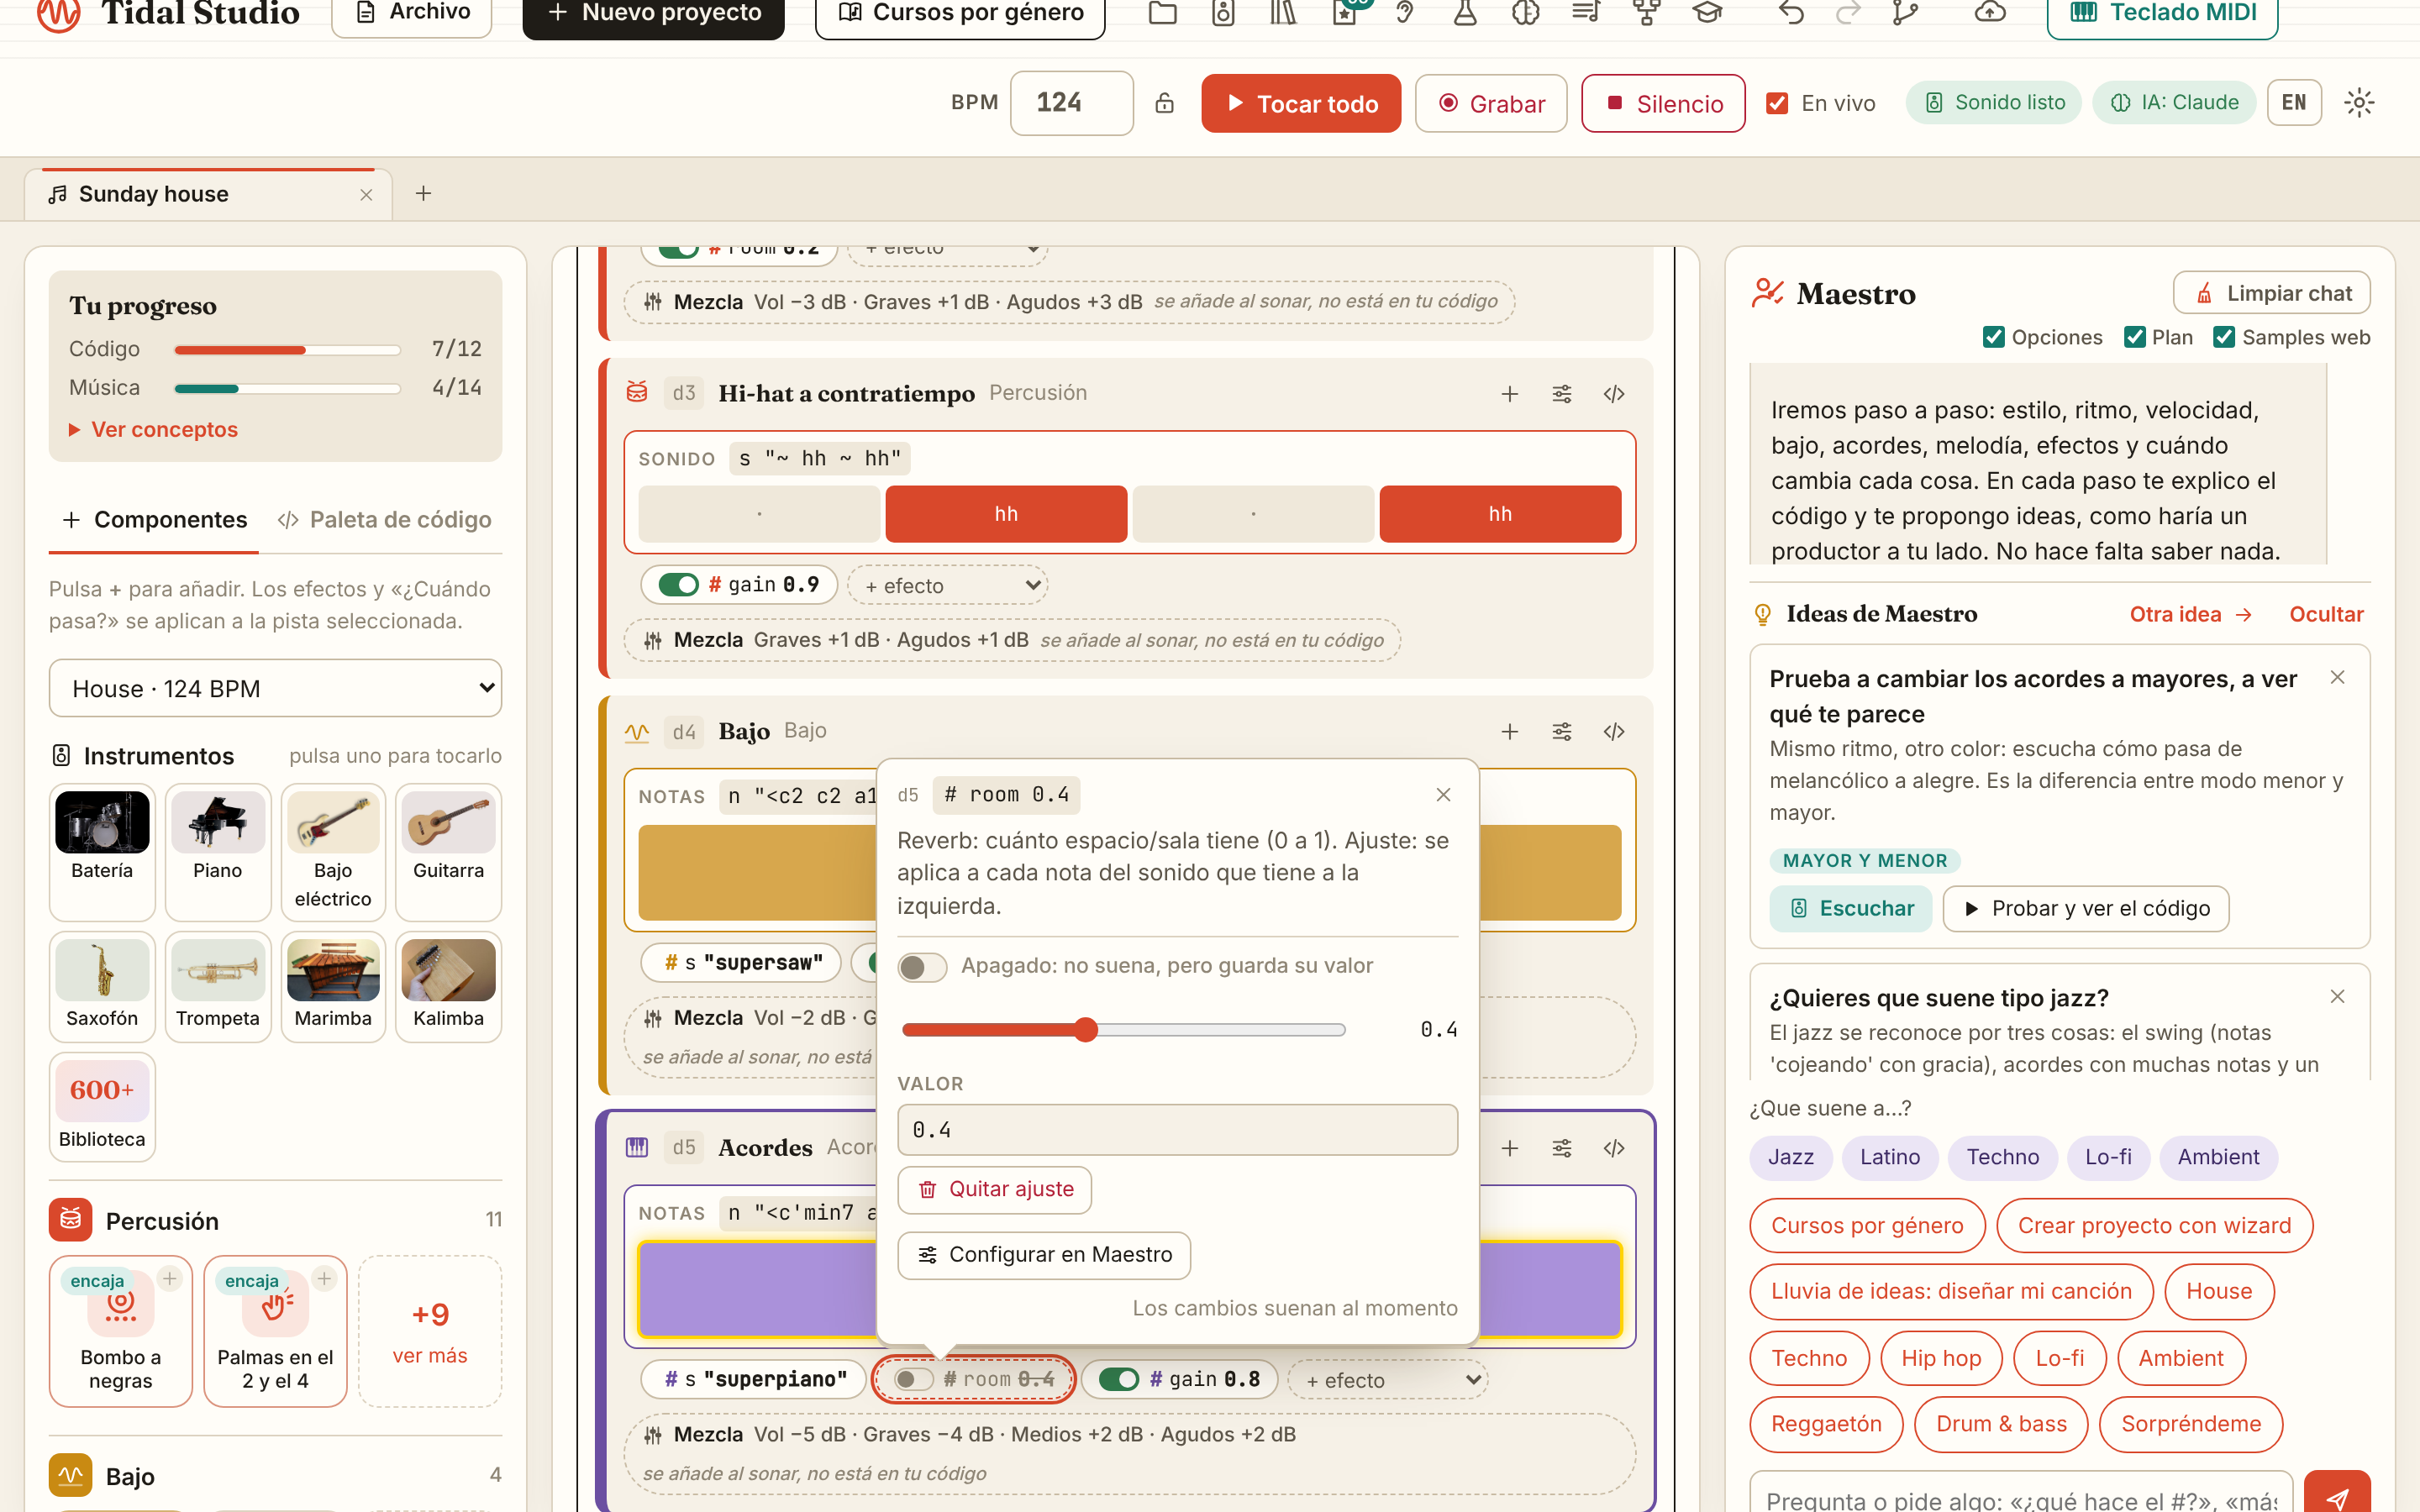 Tidal Studio
Archivo
+ Nuevo proyecto
Cursos por género
Teclado MIDI
BPM 124
Tocar todo
Grabar
Silencio
En vivo
Sonido listo
IA: Claude
EN
Sunday house
Tu progreso
Código 7/12
Música 4/14
Ver conceptos
+ Componentes
</> Paleta de código
Pulsa + para añadir. Los efectos y «¿Cuándo
pasa?» se aplican a la pista seleccionada.
House · 124 BPM
Instrumentos pulsa uno para tocarlo
Batería
Piano
Bajo
eléctrico
Guitarra
Saxofón
Trompeta
Marimba
Kalimba
600+
Biblioteca
Percusión 11
encaja
Bombo a
negras
encaja
Palmas en el
2 y el 4
+9
ver más
Bajo 4
# room 0.2
+ efecto
Mezcla Vol −3 dB · Graves +1 dB · Agudos +3 dB se añade al sonar, no está en tu código
d3 Hi-hat a contratiempo Percusión
SONIDO s "~ hh ~ hh"
· hh · hh
# gain 0.9
+ efecto
Mezcla Graves +1 dB · Agudos +1 dB se añade al sonar, no está en tu código
d4 Bajo Bajo
NOTAS n "<c2 c2 a1
# s "supersaw"
Mezcla Vol −2 dB · G
se añade al sonar, no está
d5 # room 0.4
Reverb: cuánto espacio/sala tiene (0 a 1). Ajuste: se
aplica a cada nota del sonido que tiene a la
izquierda.
Apagado: no suena, pero guarda su valor
0.4
VALOR
0.4
Quitar ajuste
Configurar en Maestro
Los cambios suenan al momento
d5 Acordes Acor
NOTAS n "<c'min7 a
# s "superpiano"
# room 0.4
# gain 0.8
+ efecto
Mezcla Vol −5 dB · Graves −4 dB · Medios +2 dB · Agudos +2 dB
se añade al sonar, no está en tu código
Maestro
Limpiar chat
Opciones
Plan
Samples web
Iremos paso a paso: estilo, ritmo, velocidad,
bajo, acordes, melodía, efectos y cuándo
cambia cada cosa. En cada paso te explico el
código y te propongo ideas, como haría un
productor a tu lado. No hace falta saber nada.
Ideas de Maestro
Otra idea →
Ocultar
Prueba a cambiar los acordes a mayores, a ver
qué te parece
Mismo ritmo, otro color: escucha cómo pasa de
melancólico a alegre. Es la diferencia entre modo menor y
mayor.
MAYOR Y MENOR
Escuchar
Probar y ver el código
¿Quieres que suene tipo jazz?
El jazz se reconoce por tres cosas: el swing (notas
'cojeando' con gracia), acordes con muchas notas y un
¿Que suene a...?
Jazz
Latino
Techno
Lo-fi
Ambient
Cursos por género
Crear proyecto con wizard
Lluvia de ideas: diseñar mi canción
House
Techno
Hip hop
Lo-fi
Ambient
Reggaetón
Drum & bass
Sorpréndeme
Pregunta o pide algo: «¿qué hace el #?», «más